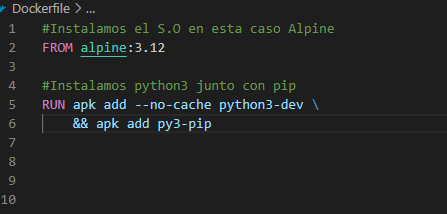 Dockerfile > ...
1 #Instalamos el S.O en esta caso Alpine
2 FROM alpine:3.12
3
4 #Instalamos python3 junto con pip
5 RUN apk add --no-cache python3-dev \
6 && apk add py3-pip
7
8
9
10